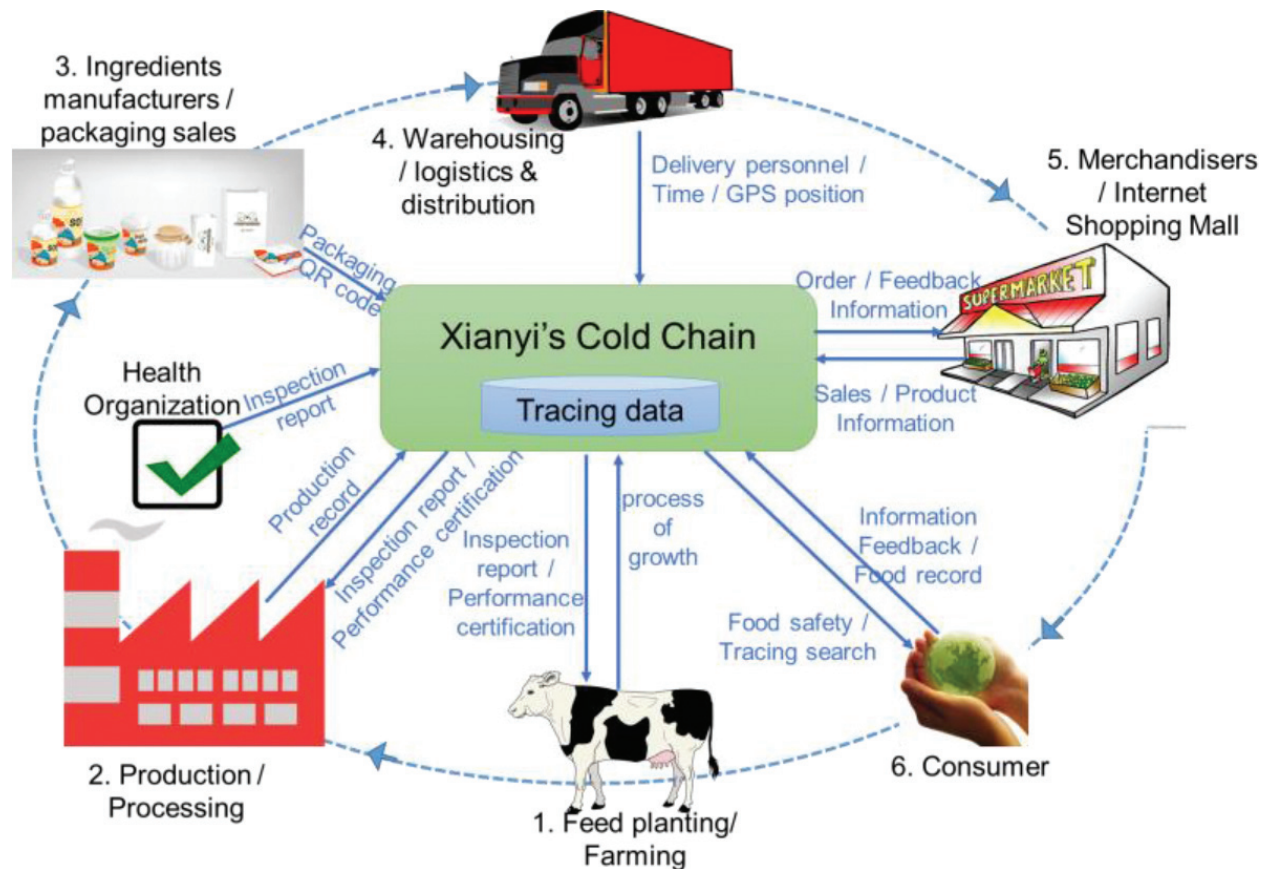 3. Ingredients
manufacturers /
packaging sales
4. Warehousing
/ logistics &
distribution
Delivery personnel /
Time / GPS position
5. Merchandisers
/ Internet
Shopping Mall
SUPERMARKET
Packaging
/ QR code
Order / Feedback
Information
Xianyi's Cold Chain
Tracing data
Sales / Product
Information
Health
Organization
Inspection
report
Production
record
Inspection report /
Performance certification
Inspection
report /
Performance
certification
process
of
growth
Information
Feedback /
Food record
Food safety /
Tracing search
2. Production /
Processing
1. Feed planting/
Farming
6. Consumer